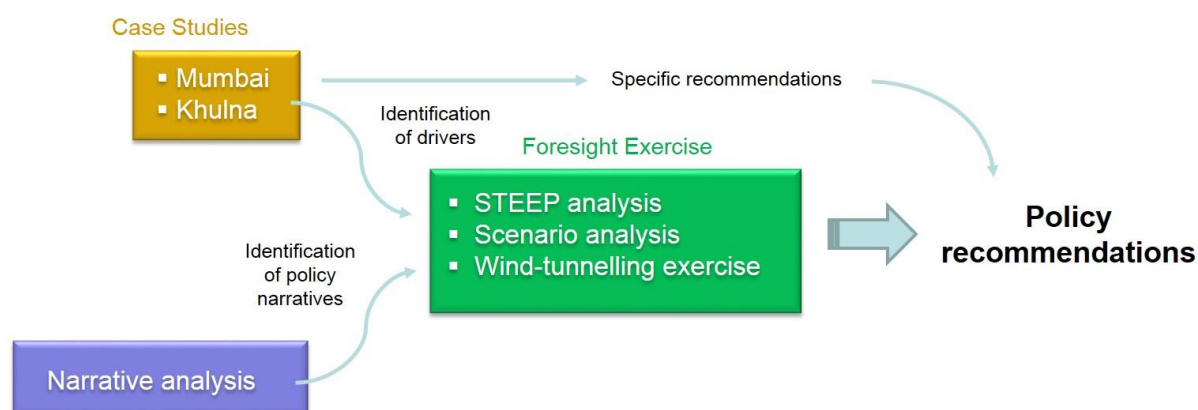 Case Studies
▪ Mumbai
▪ Khulna
Specific recommendations
Identification
of drivers
Foresight Exercise
▪ STEEP analysis
▪ Scenario analysis
▪ Wind-tunnelling exercise
Policy
recommendations
Identification
of policy
narratives
Narrative analysis